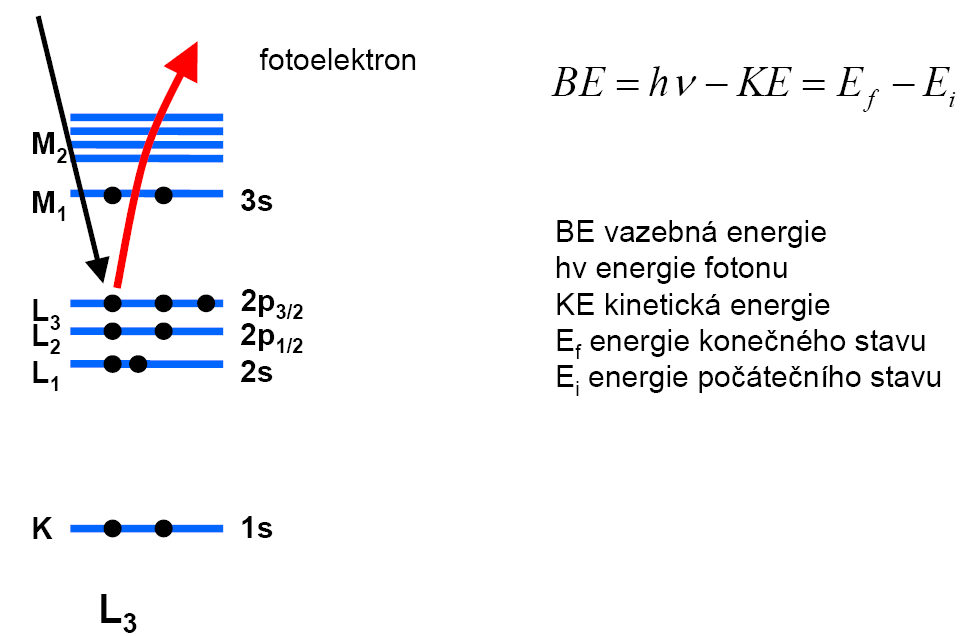 fotoelektron
BE = hν − KE = E_f − E_i
M₂
M₁ 3s
L₃ 2p₃/₂
L₂ 2p₁/₂
L₁ 2s
K 1s
L₃
BE vazebná energie
hv energie fotonu
KE kinetická energie
E_f energie konečného stavu
E_i energie počátečního stavu